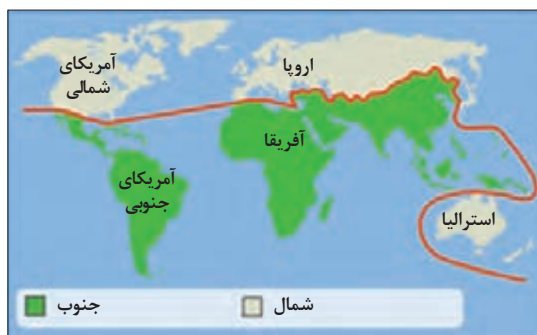 آمریکای
شمالی
اروپا
آفریقا
آمریکای
جنوبی
استرالیا
شمال
جنوب